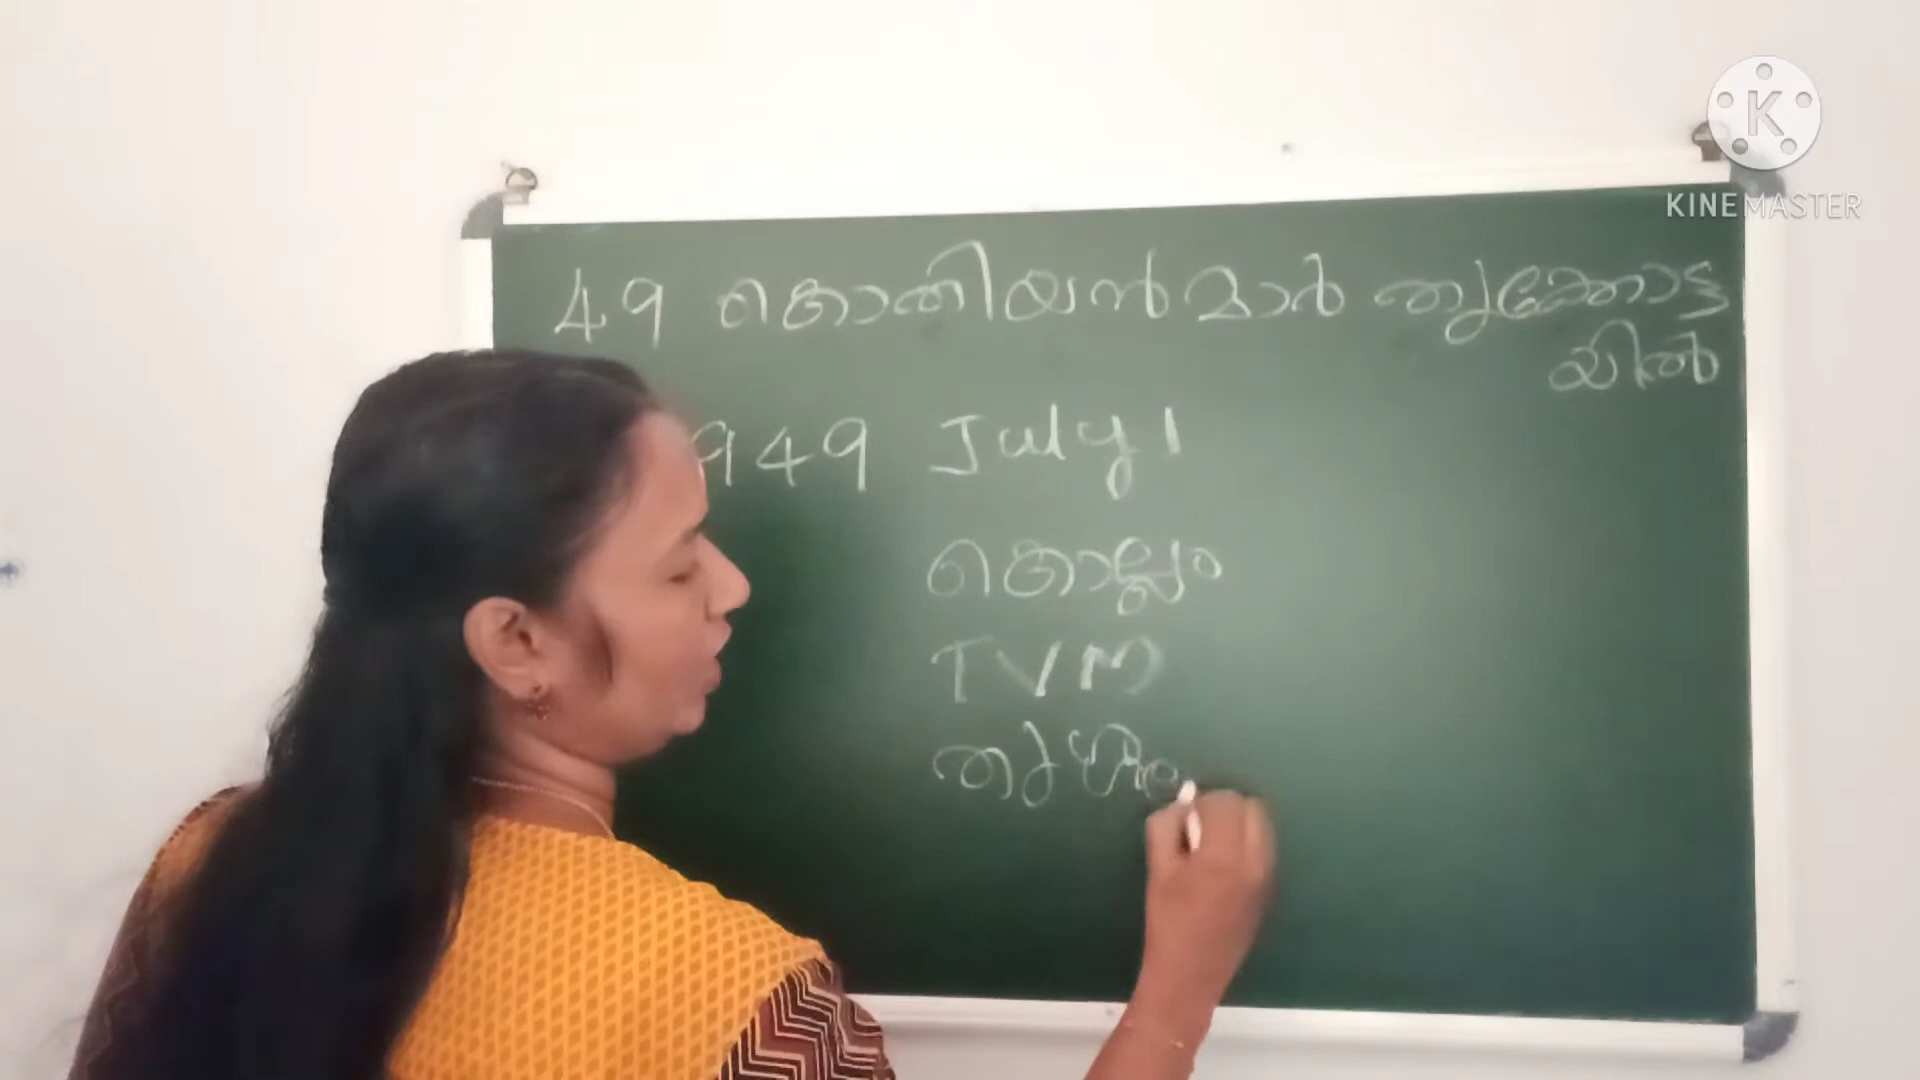 49 കൊതിയൻമാർ തൃക്കോട്ട
യിൽ
949 July 1
കൊല്ലം
TVM
തൃശ്ശൂ
K
KINEMASTER